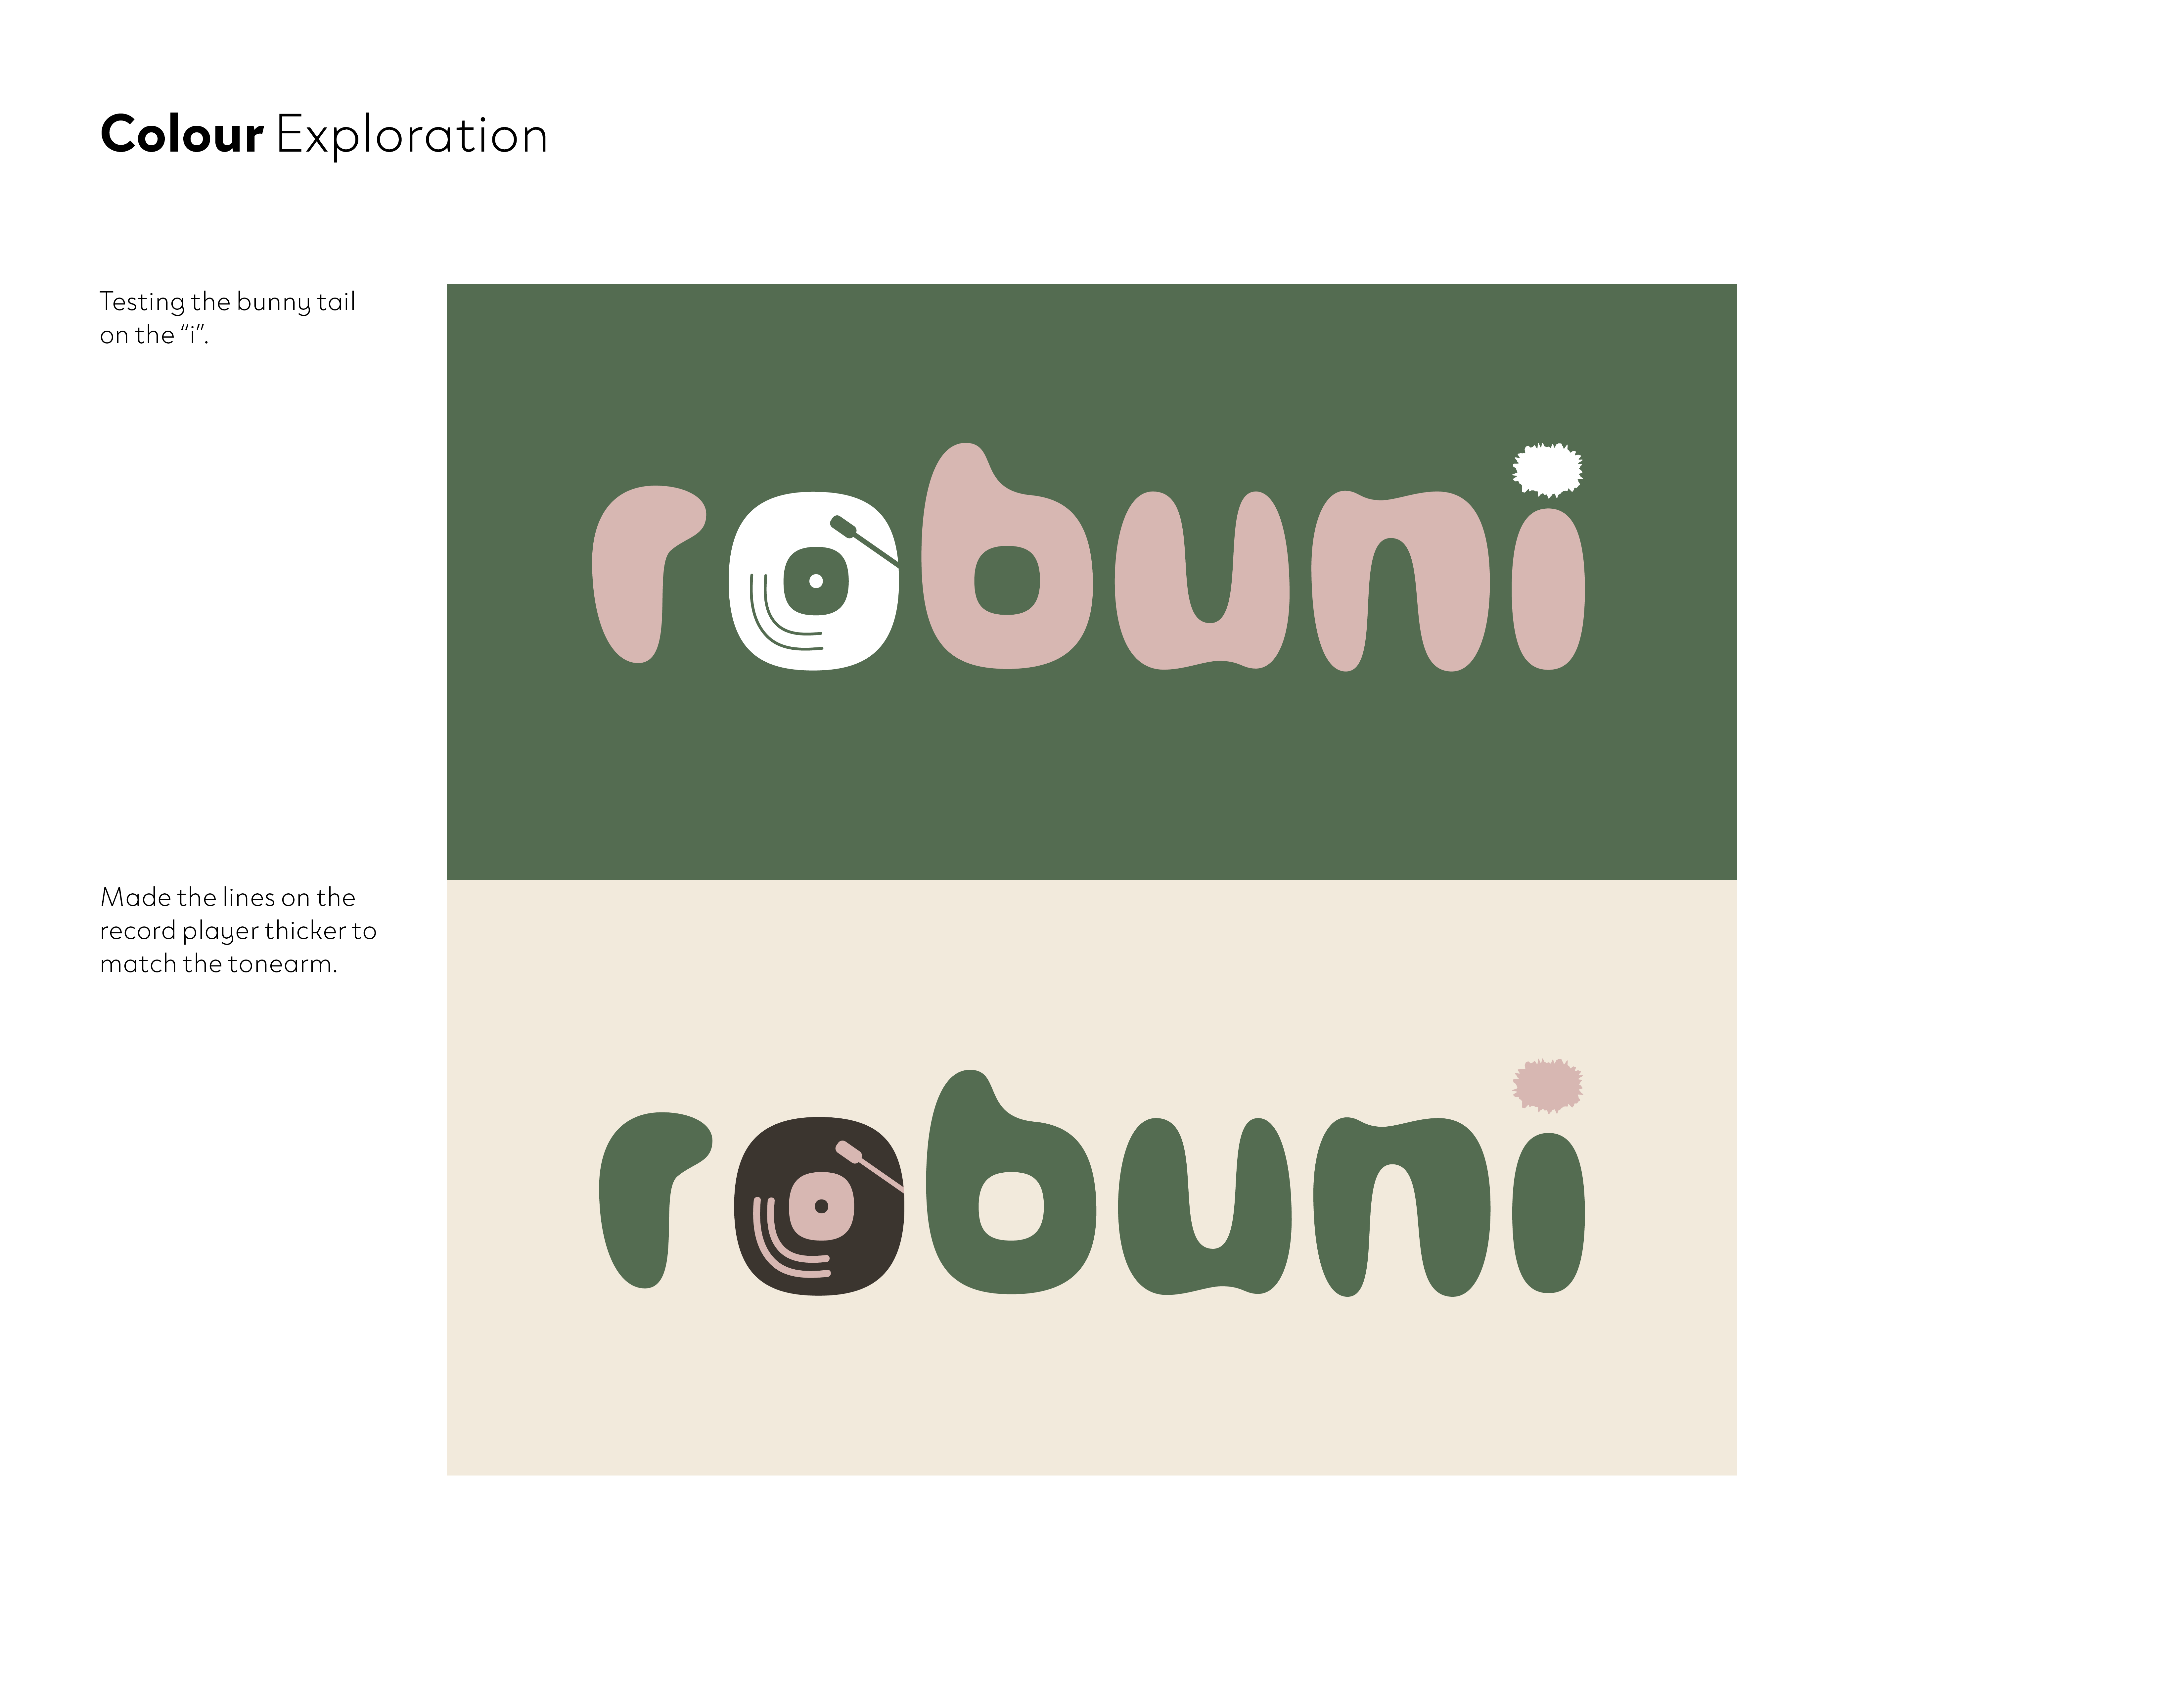 Colour Exploration
Testing the bunny tail
on the “i”.
robuni
Made the lines on the
record player thicker to
match the tonearm.
robuni